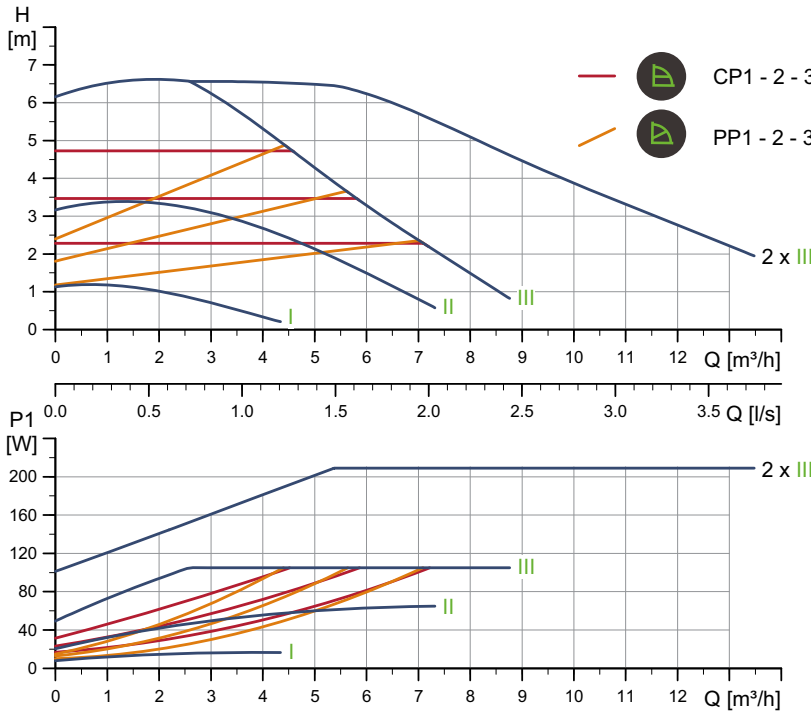 H
[m]
7
6
5
4
3
2
1
0
CP1 - 2 - 3
PP1 - 2 - 3
2 x III
I
II
III
0 1 2 3 4 5 6 7 8 9 10 11 12 Q [m³/h]
0.0 0.5 1.0 1.5 2.0 2.5 3.0 3.5 Q [l/s]
P1
[W]
200
160
120
80
40
0
2 x III
III
II
I
0 1 2 3 4 5 6 7 8 9 10 11 12 Q [m³/h]